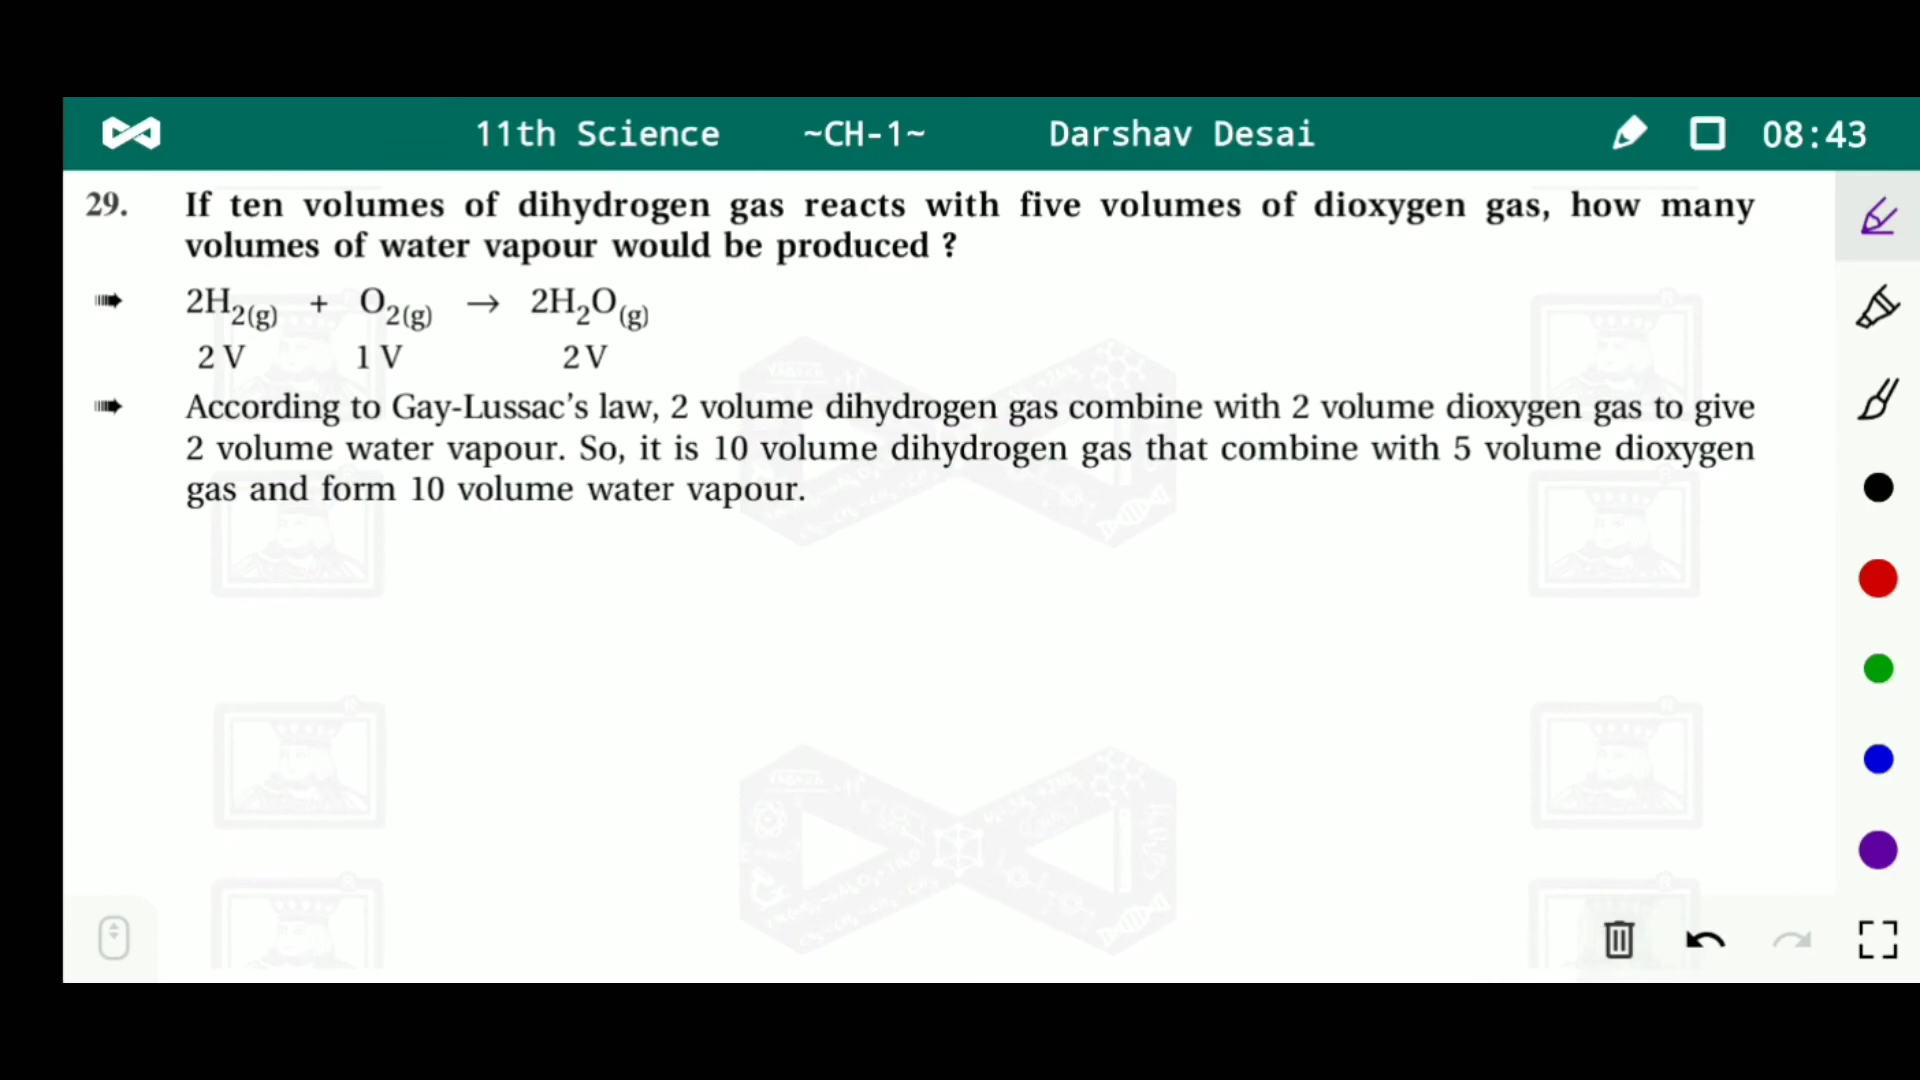 11th Science ~CH-1~ Darshav Desai 08:43
29. If ten volumes of dihydrogen gas reacts with five volumes of dioxygen gas, how many
volumes of water vapour would be produced ?
➠ 2H2(g) + O2(g) → 2H2O(g)
2 V 1 V 2 V
➠ According to Gay-Lussac's law, 2 volume dihydrogen gas combine with 2 volume dioxygen gas to give
2 volume water vapour. So, it is 10 volume dihydrogen gas that combine with 5 volume dioxygen
gas and form 10 volume water vapour.